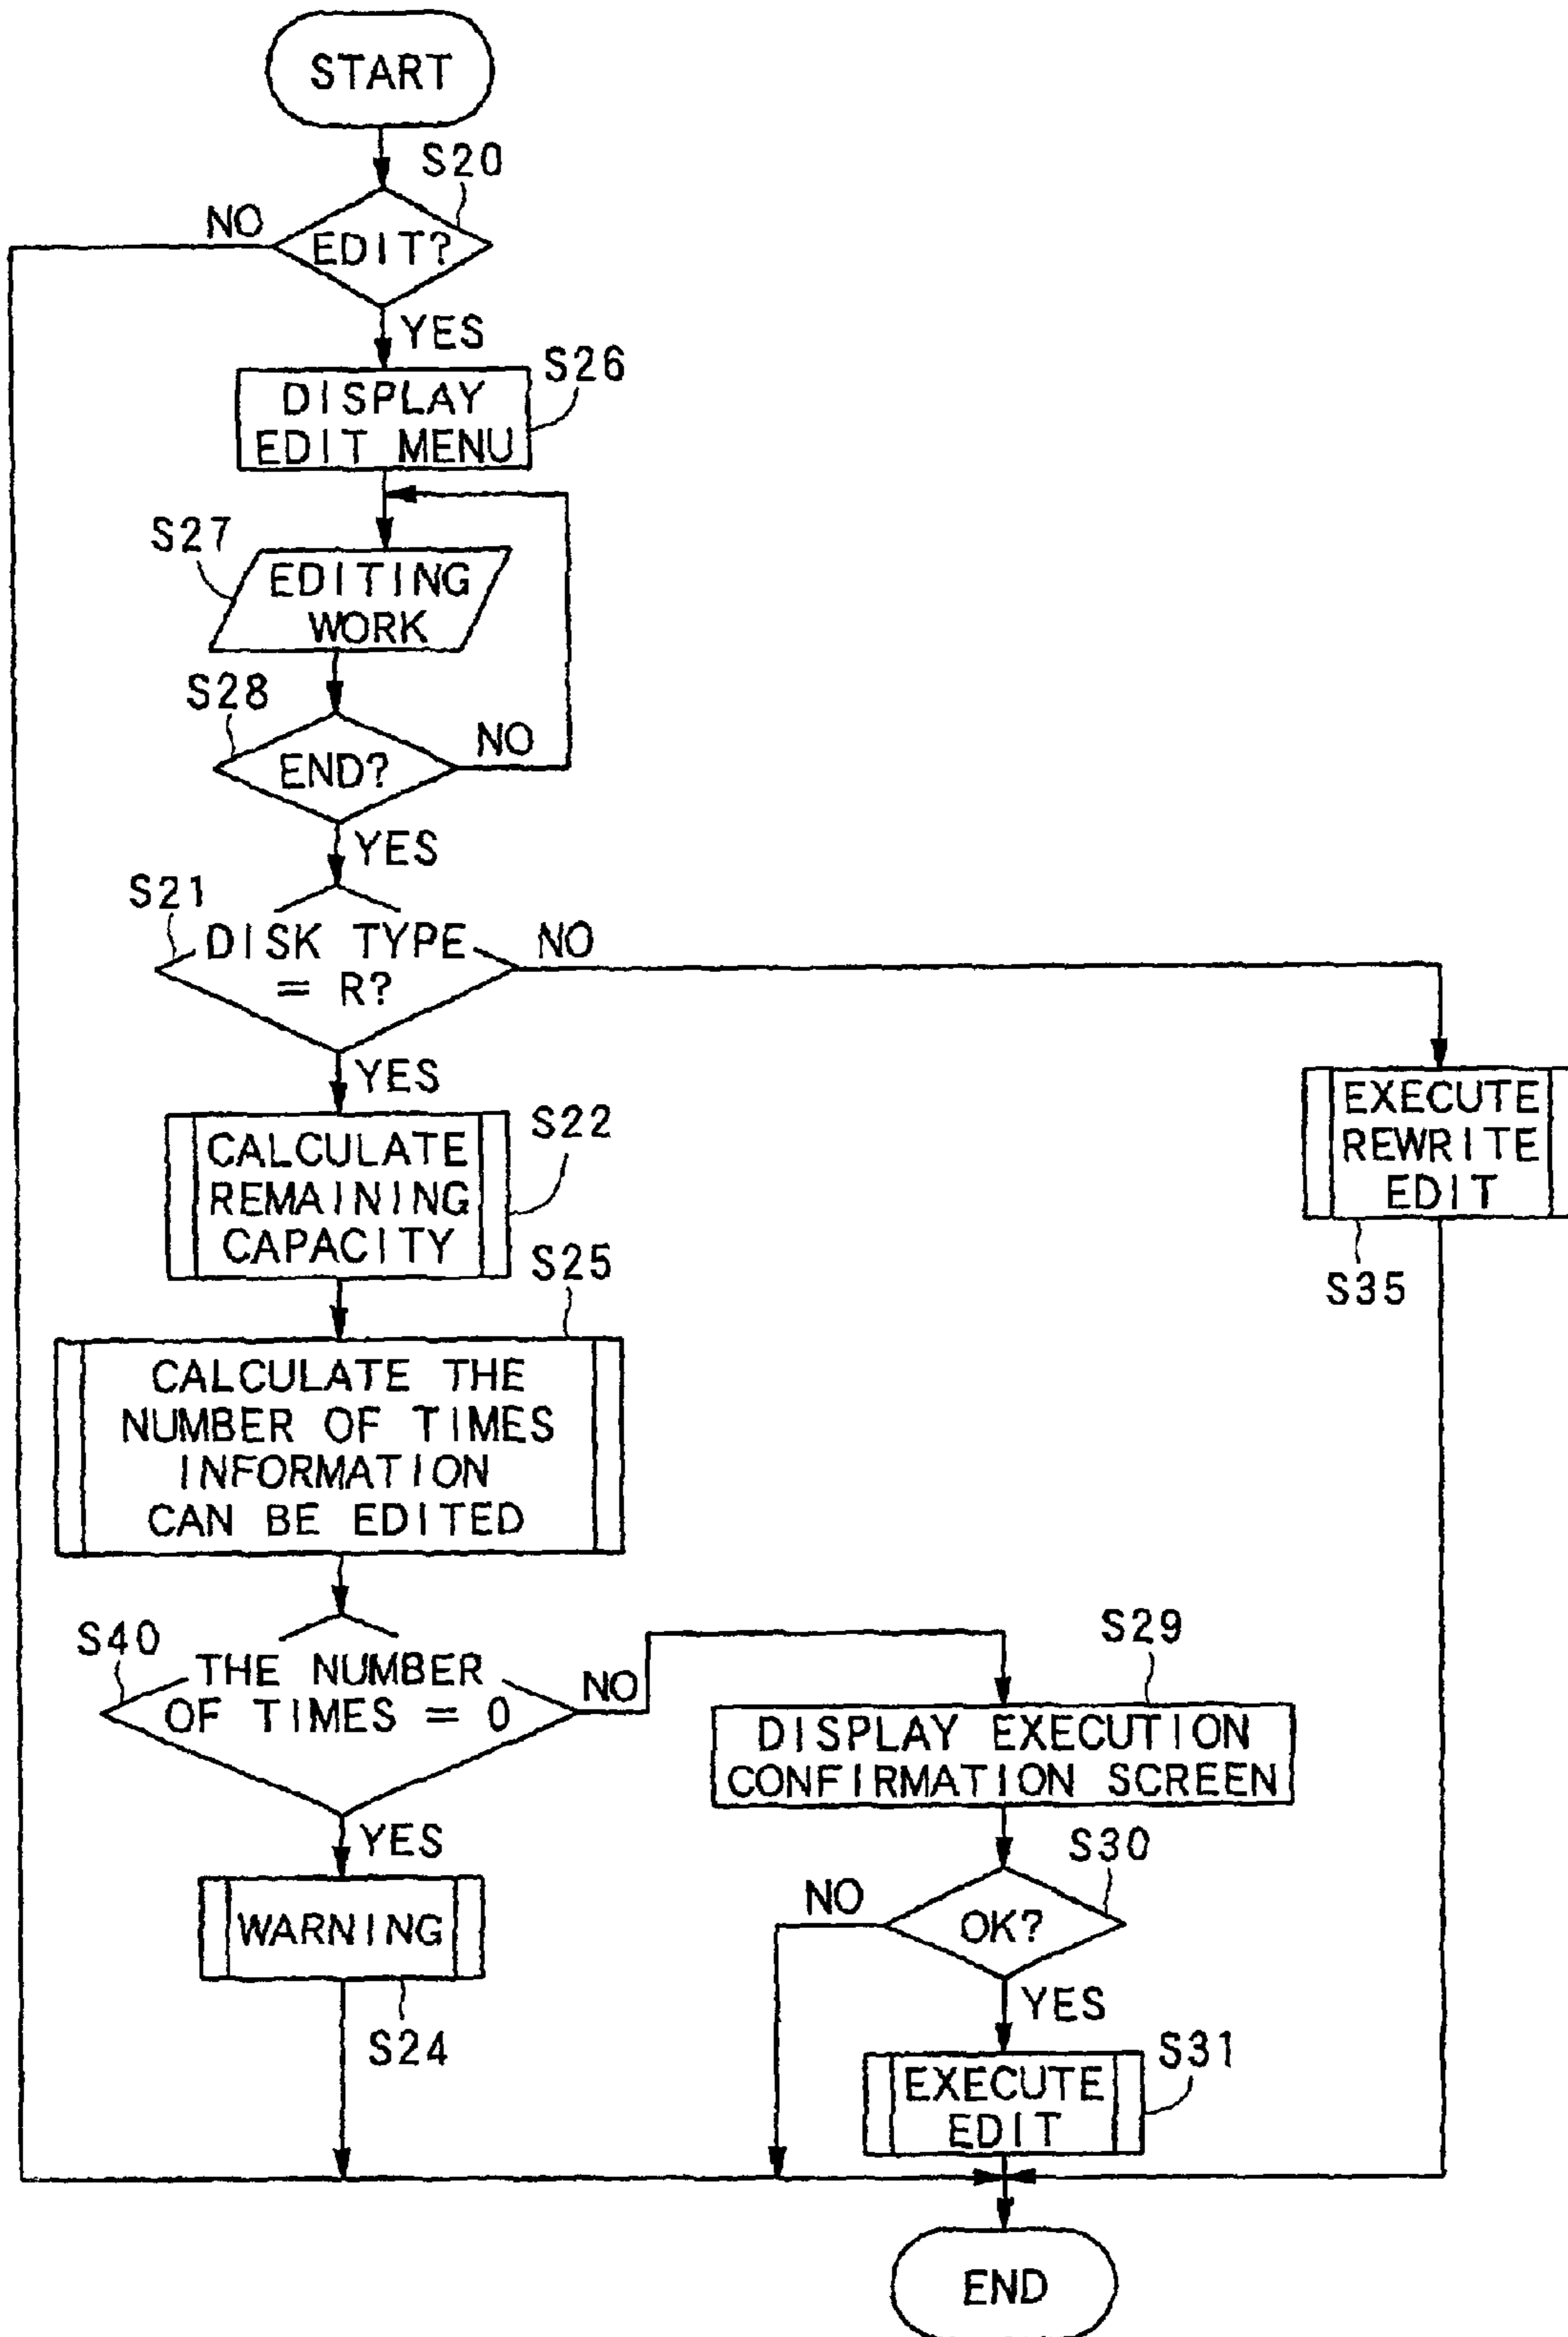 START
S20
NO
EDIT?
YES
S26
DISPLAY
EDIT MENU
S27
EDITING
WORK
S28
NO
END?
YES
S21
DISK TYPE
= R?
NO
YES
EXECUTE
REWRITE
EDIT
S35
S22
CALCULATE
REMAINING
CAPACITY
S25
CALCULATE THE
NUMBER OF TIMES
INFORMATION
CAN BE EDITED
S40
THE NUMBER
OF TIMES = 0
NO
S29
DISPLAY EXECUTION
CONFIRMATION SCREEN
YES
S30
NO
OK?
WARNING
S24
YES
S31
EXECUTE
EDIT
END